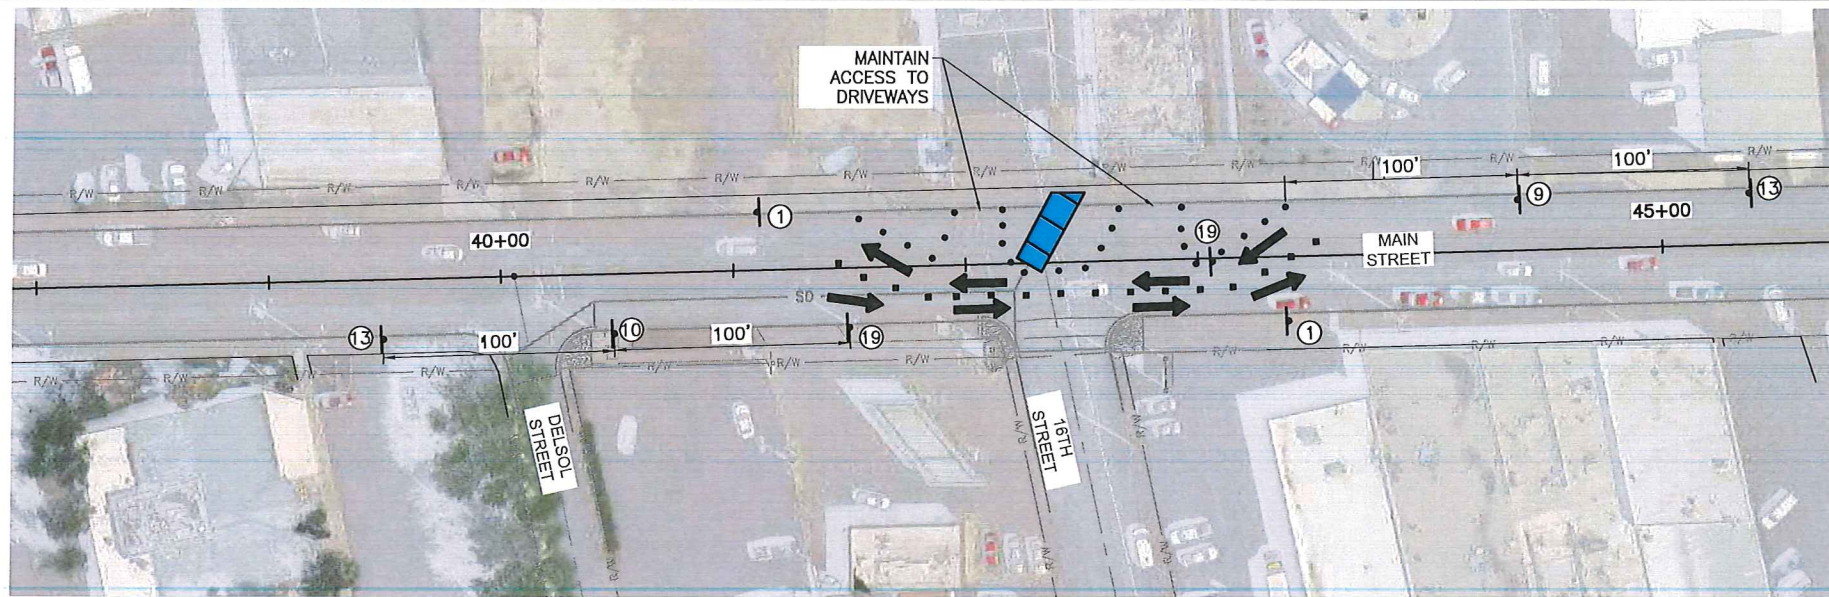 MAINTAIN
ACCESS TO
DRIVEWAYS
R/W
R/W
R/W
R/W
R/W
R/W
R/W
R/W
R/W
R/W
R/W
R/W
R/W
100'
100'
9
13
1
19
40+00
45+00
MAIN
STREET
SD
13
100'
10
100'
19
1
R/W
R/W
R/W
R/W
R/W
R/W
R/W
R/W
R/W
R/W
R/W
DELSOL
STREET
16TH
STREET
R/W
R/W
R/W
R/W
R/W